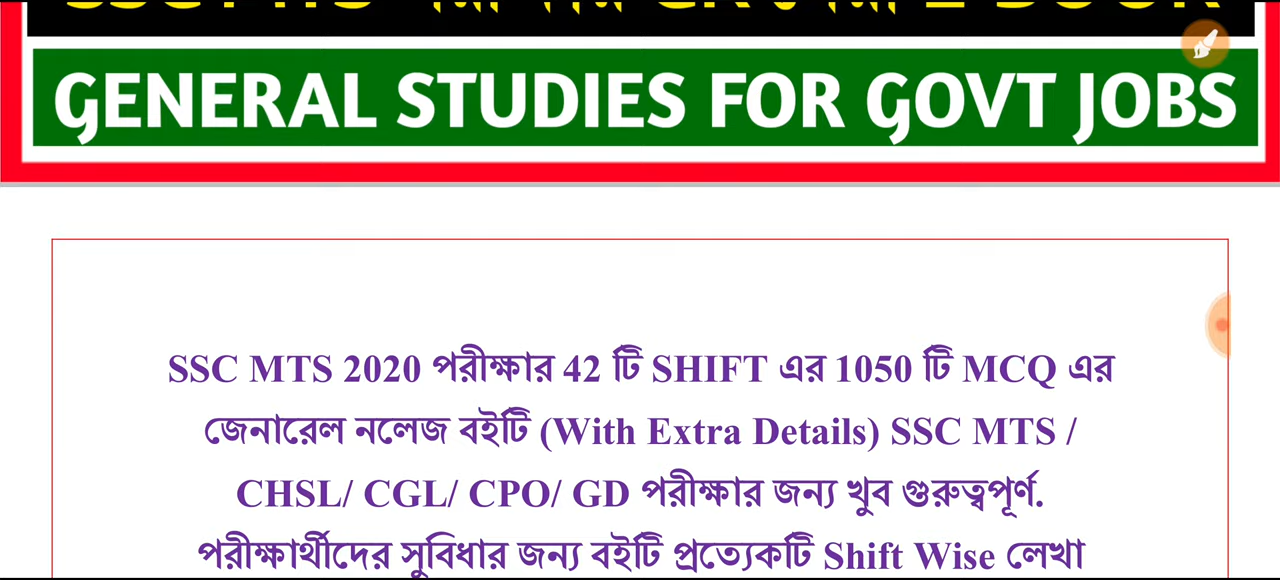 GENERAL STUDIES FOR GOVT JOBS
SSC MTS 2020 পরীক্ষার 42 টি SHIFT এর 1050 টি MCQ এর
জেনারেল নলেজ বইটি (With Extra Details) SSC MTS /
CHSL/ CGL/ CPO/ GD পরীক্ষার জন্য খুব গুরুত্বপূর্ণ.
পরীক্ষার্থীদের সুবিধার জন্য বইটি প্রত্যেকটি Shift Wise লেখা